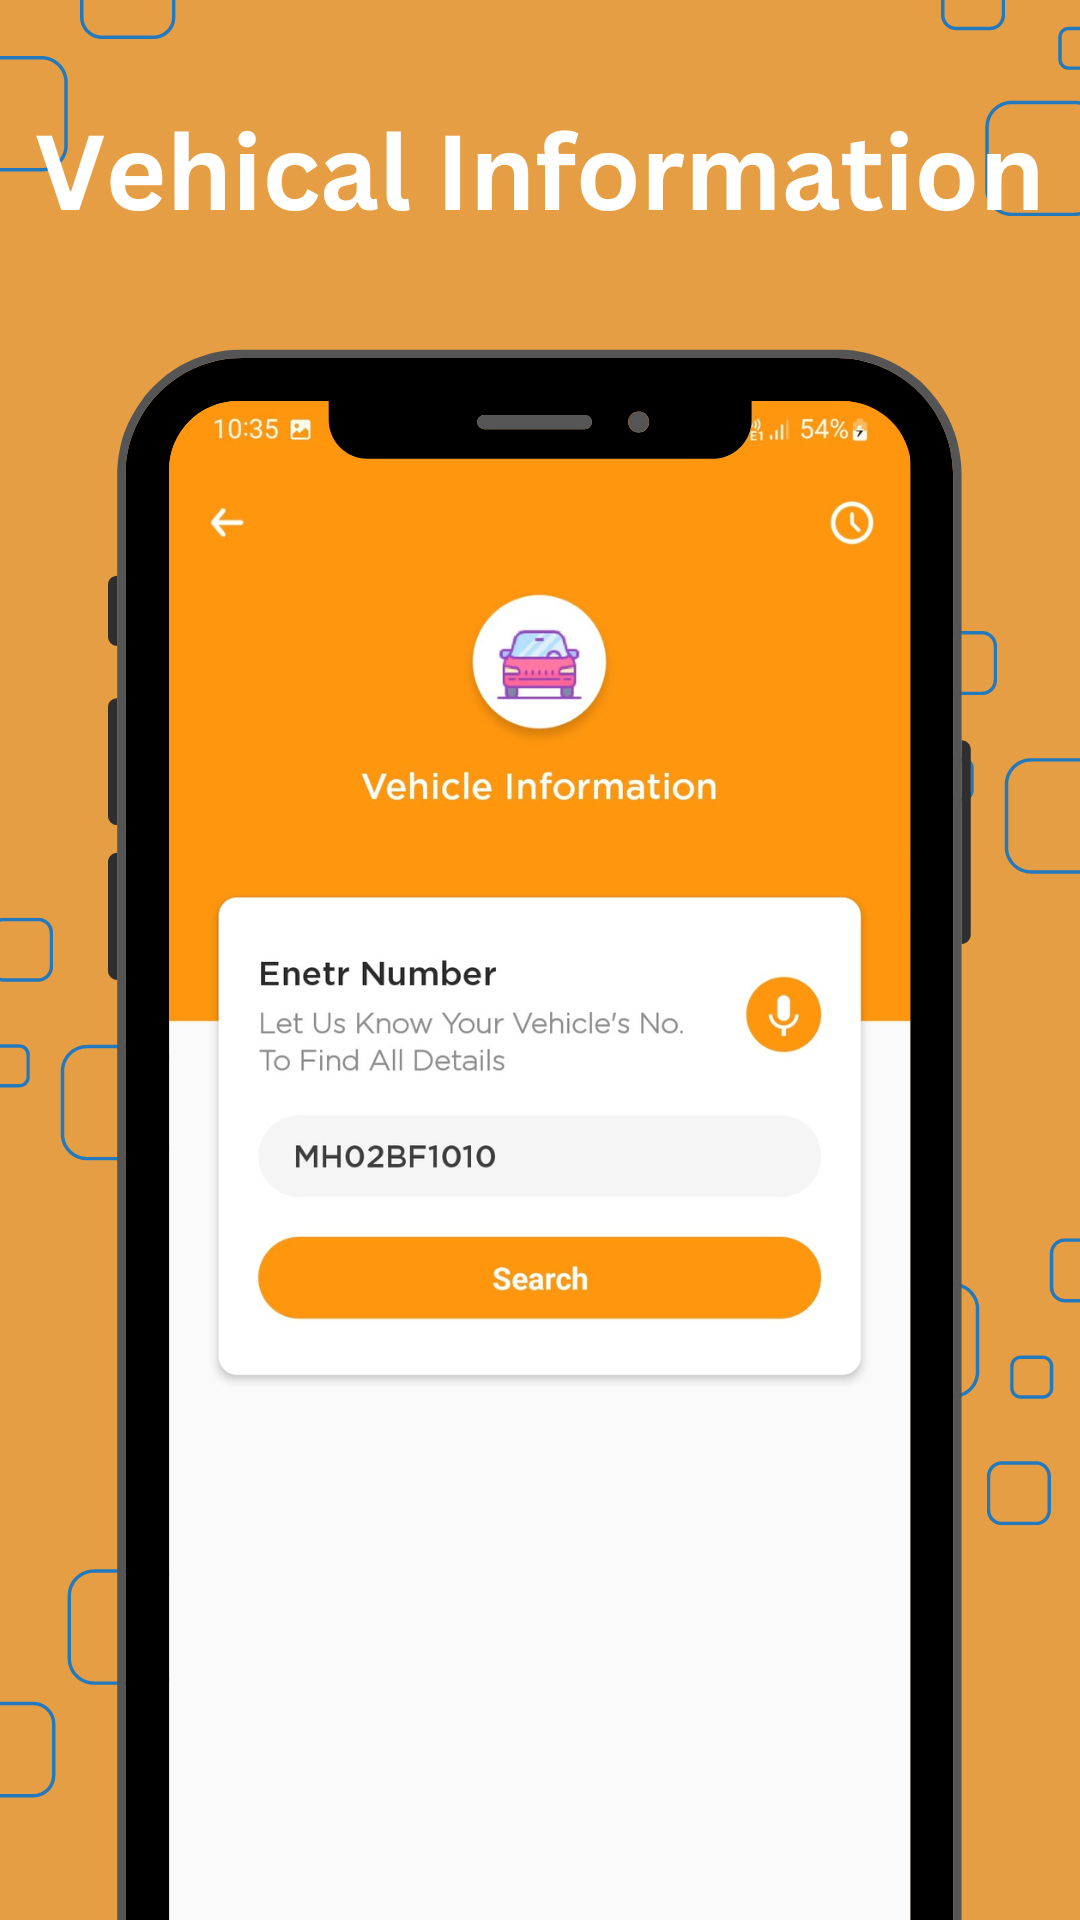 Vehical Information
10:35
54%
Vehicle Information
Enetr Number
Let Us Know Your Vehicle's No.
To Find All Details
MH02BF1010
Search